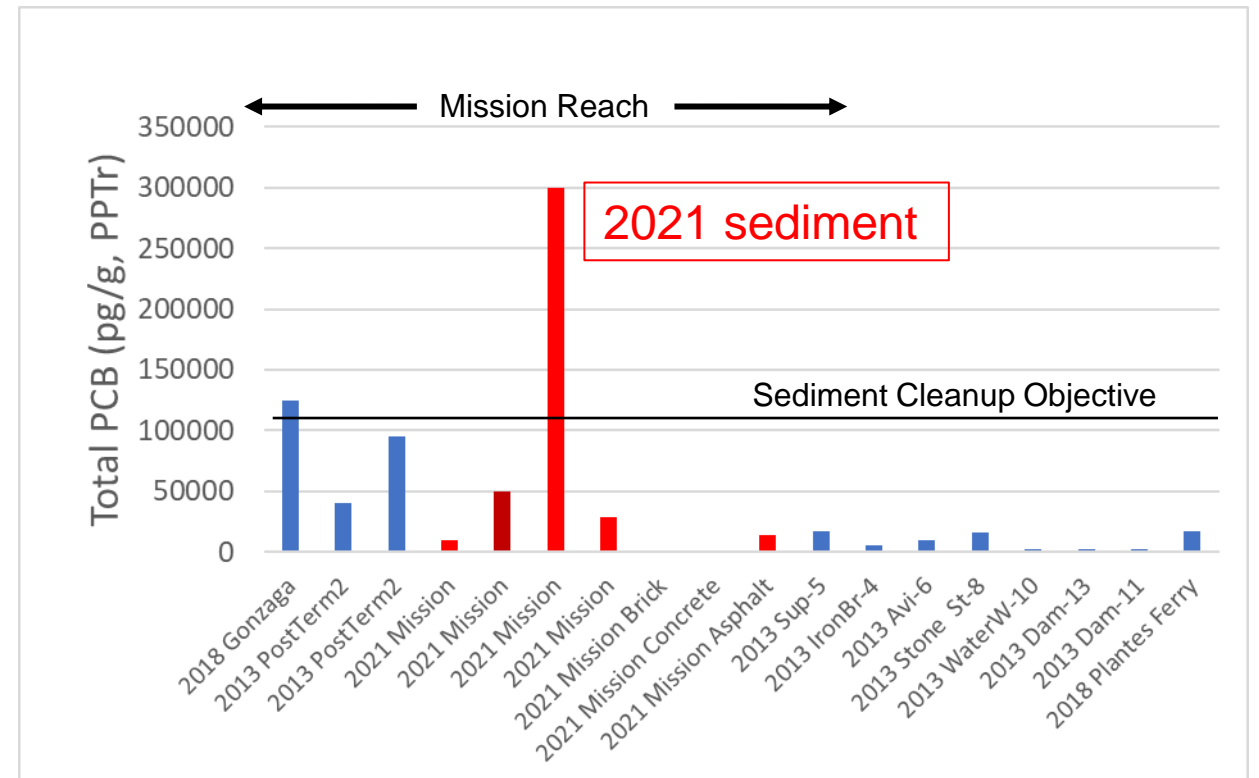 Mission Reach
Total PCB (pg/g, PPTr)
350000
300000
250000
200000
150000
100000
50000
0
2021 sediment
Sediment Cleanup Objective
2018 Gonzaga
2013 PostTerm2
2013 PostTerm2
2021 Mission
2021 Mission
2021 Mission
2021 Mission
2021 Mission Brick
2021 Mission Concrete
2021 Mission Asphalt
2013 Sup-5
2013 IronBr-4
2013 Avi-6
2013 Stone St-8
2013 WaterW-10
2013 Dam-13
2013 Dam-11
2018 Plantes Ferry